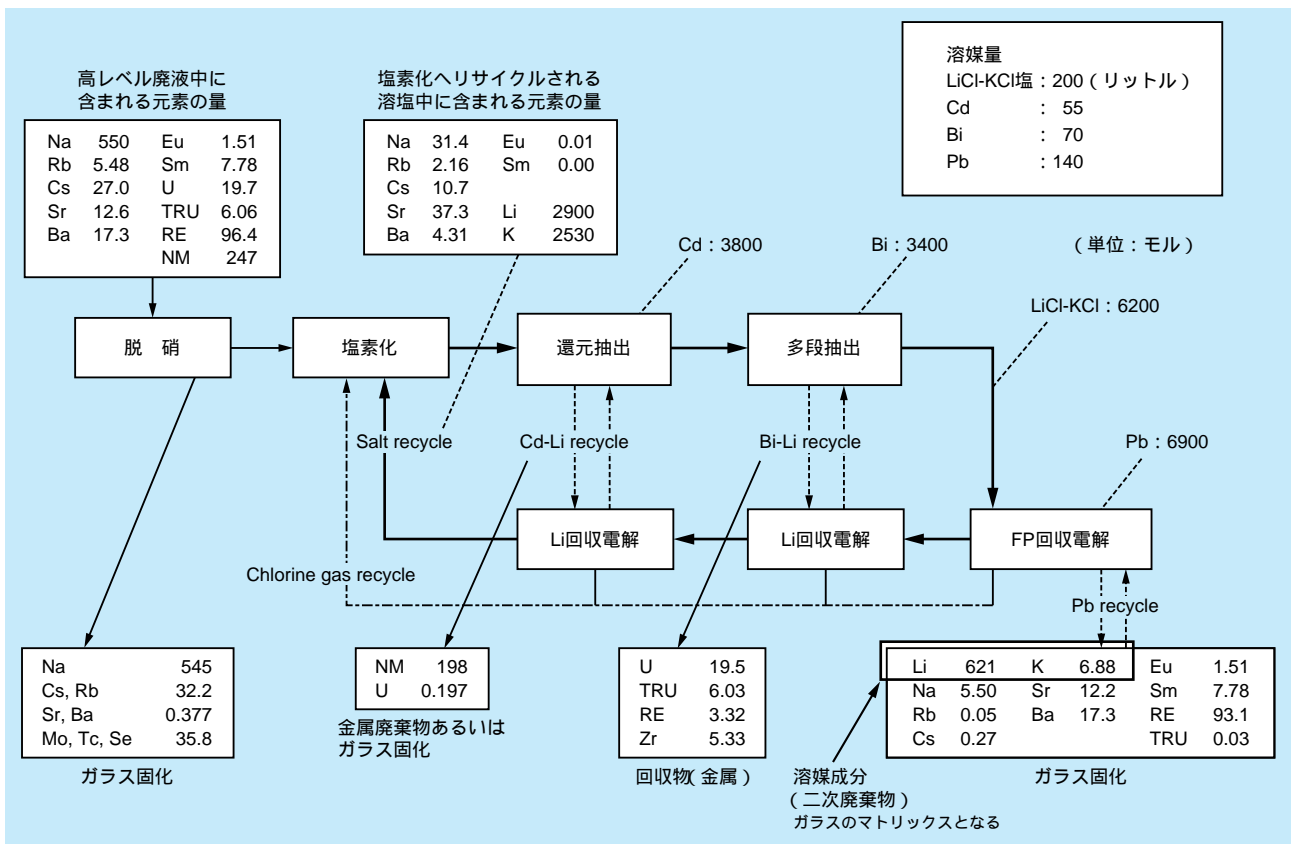 高レベル廃液中に
含まれる元素の量
Na 550 Eu 1.51
Rb 5.48 Sm 7.78
Cs 27.0 U 19.7
Sr 12.6 TRU 6.06
Ba 17.3 RE 96.4
NM 247
塩素化へリサイクルされる
溶塩中に含まれる元素の量
Na 31.4 Eu 0.01
Rb 2.16 Sm 0.00
Cs 10.7
Sr 37.3 Li 2900
Ba 4.31 K 2530
溶媒量
LiCl-KCl塩：200（リットル）
Cd ： 55
Bi ： 70
Pb ：140
Cd：3800
Bi：3400
（単位：モル）
LiCl-KCl：6200
脱 硝
塩素化
還元抽出
多段抽出
Salt recycle
Cd-Li recycle
Bi-Li recycle
Pb：6900
Li回収電解
Li回収電解
FP回収電解
Chlorine gas recycle
Pb recycle
Na 545
Cs, Rb 32.2
Sr, Ba 0.377
Mo, Tc, Se 35.8
ガラス固化
NM 198
U 0.197
金属廃棄物あるいは
ガラス固化
U 19.5
TRU 6.03
RE 3.32
Zr 5.33
回収物（金属）
Li 621 K 6.88 Eu 1.51
Na 5.50 Sr 12.2 Sm 7.78
Rb 0.05 Ba 17.3 RE 93.1
Cs 0.27 TRU 0.03
溶媒成分
（二次廃棄物）
ガラスのマトリックスとなる
ガラス固化